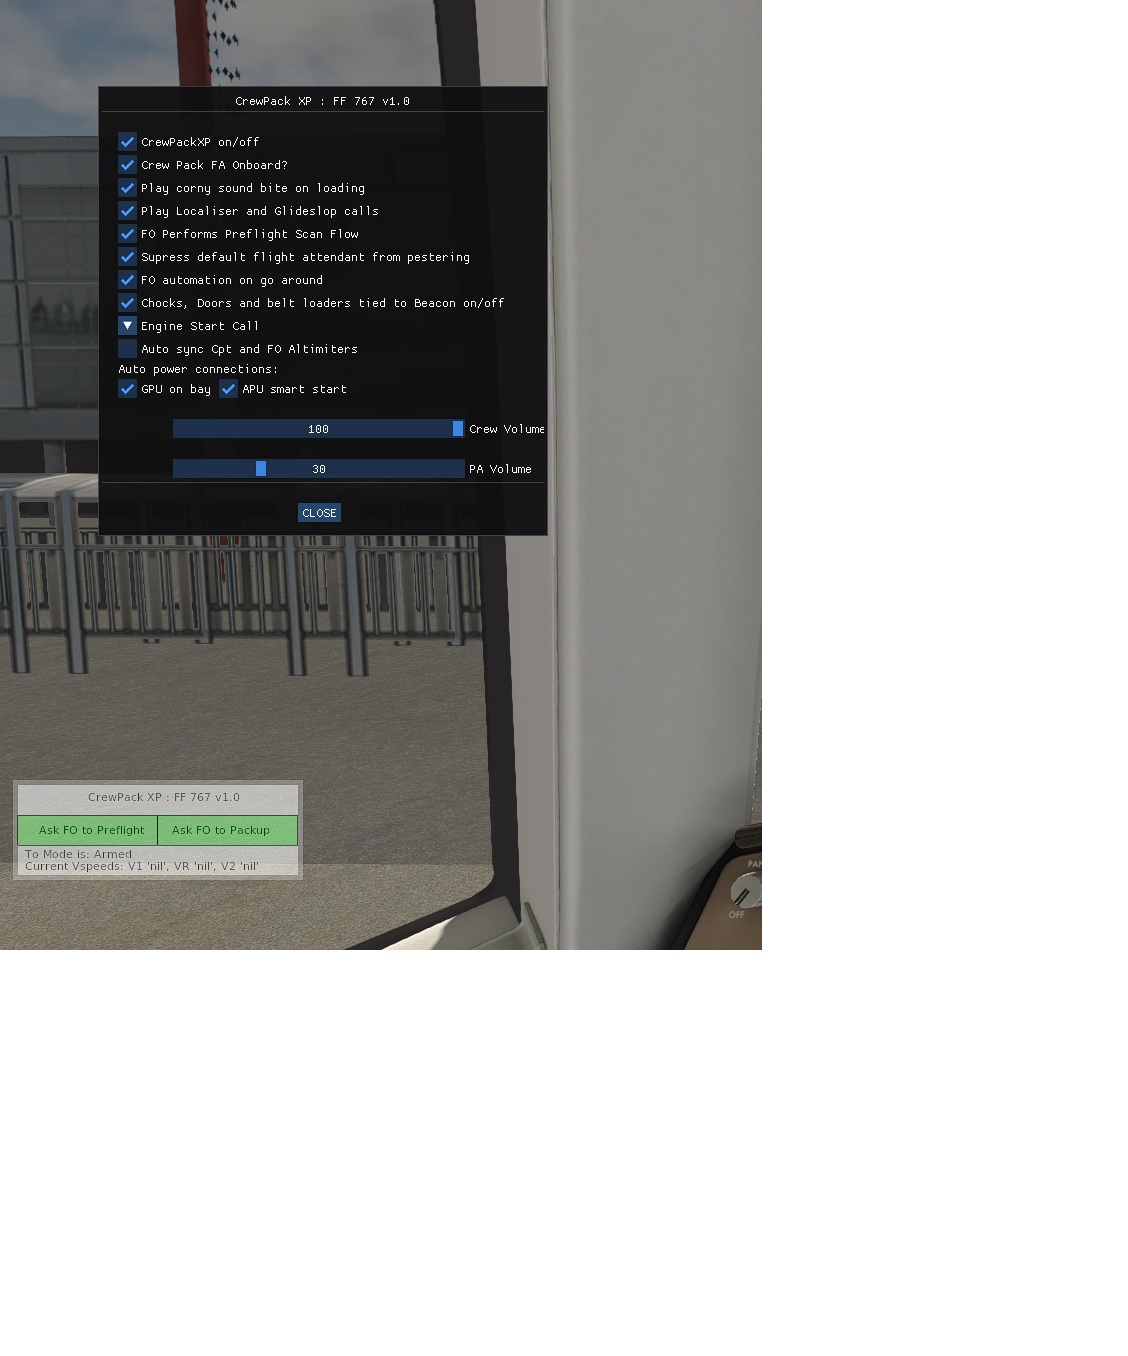 CrewPack XP : FF 767 v1.0
CrewPackXP on/off
Crew Pack FA Onboard?
Play corny sound bite on loading
Play Localiser and Glideslop calls
FO Performs Preflight Scan Flow
Supress default flight attendant from pestering
FO automation on go around
Chocks, Doors and belt loaders tied to Beacon on/off
Engine Start Call
Auto sync Cpt and FO Altimiters
Auto power connections:
GPU on bay APU smart start
100 Crew Volume
30 PA Volume
CLOSE
CrewPack XP : FF 767 v1.0
Ask FO to Preflight Ask FO to Packup
To Mode is: Armed
Current Vspeeds: V1 'nil', VR 'nil', V2 'nil'
OFF